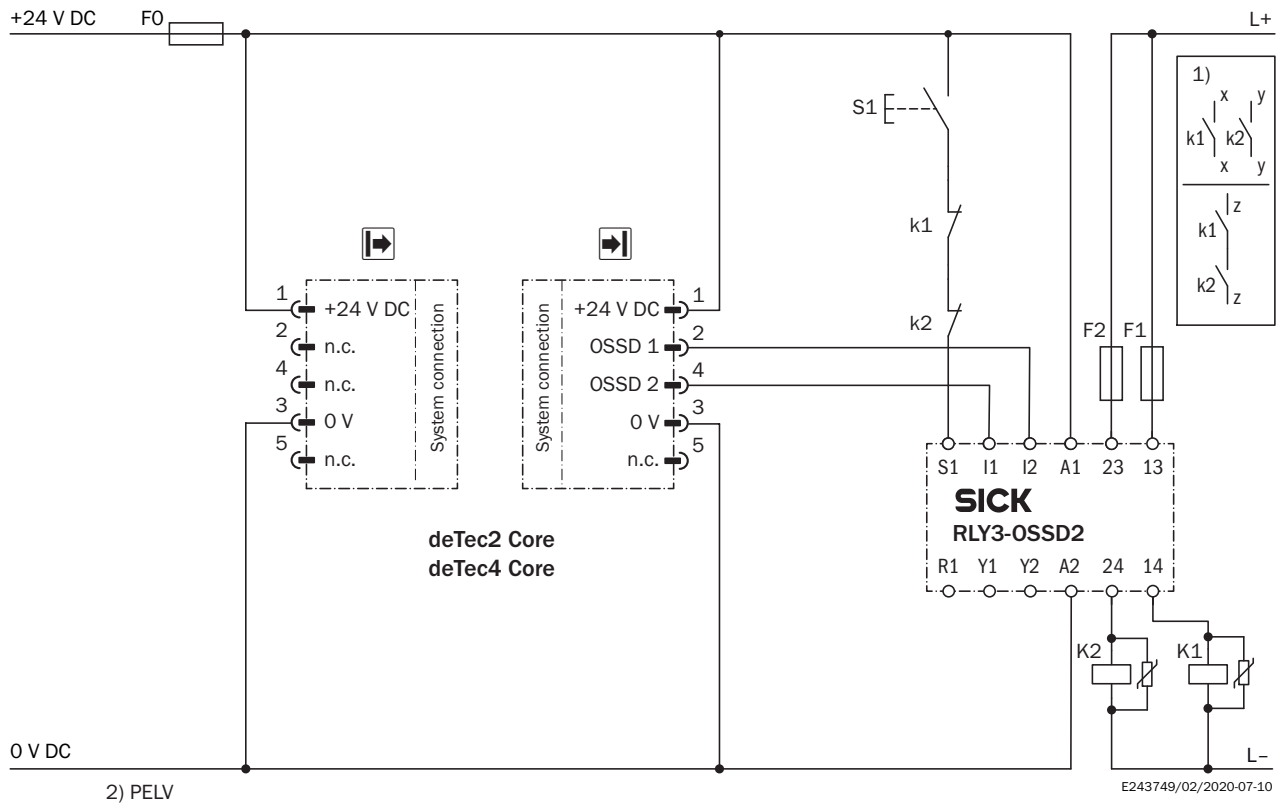 +24 V DC F0 L+
1)
x y
k1 k2
x y
z
k1
k2
z
S1
k1
k2
F2 F1
1 +24 V DC
2 n.c.
4 n.c.
3 0 V
5 n.c.
System connection
System connection
+24 V DC 1
OSSD 1 2
OSSD 2 4
0 V 3
n.c. 5
deTec2 Core
deTec4 Core
S1 I1 I2 A1 23 13
SICK
RLY3-OSSD2
R1 Y1 Y2 A2 24 14
K2 K1
0 V DC L–
2) PELV
E243749/02/2020-07-10